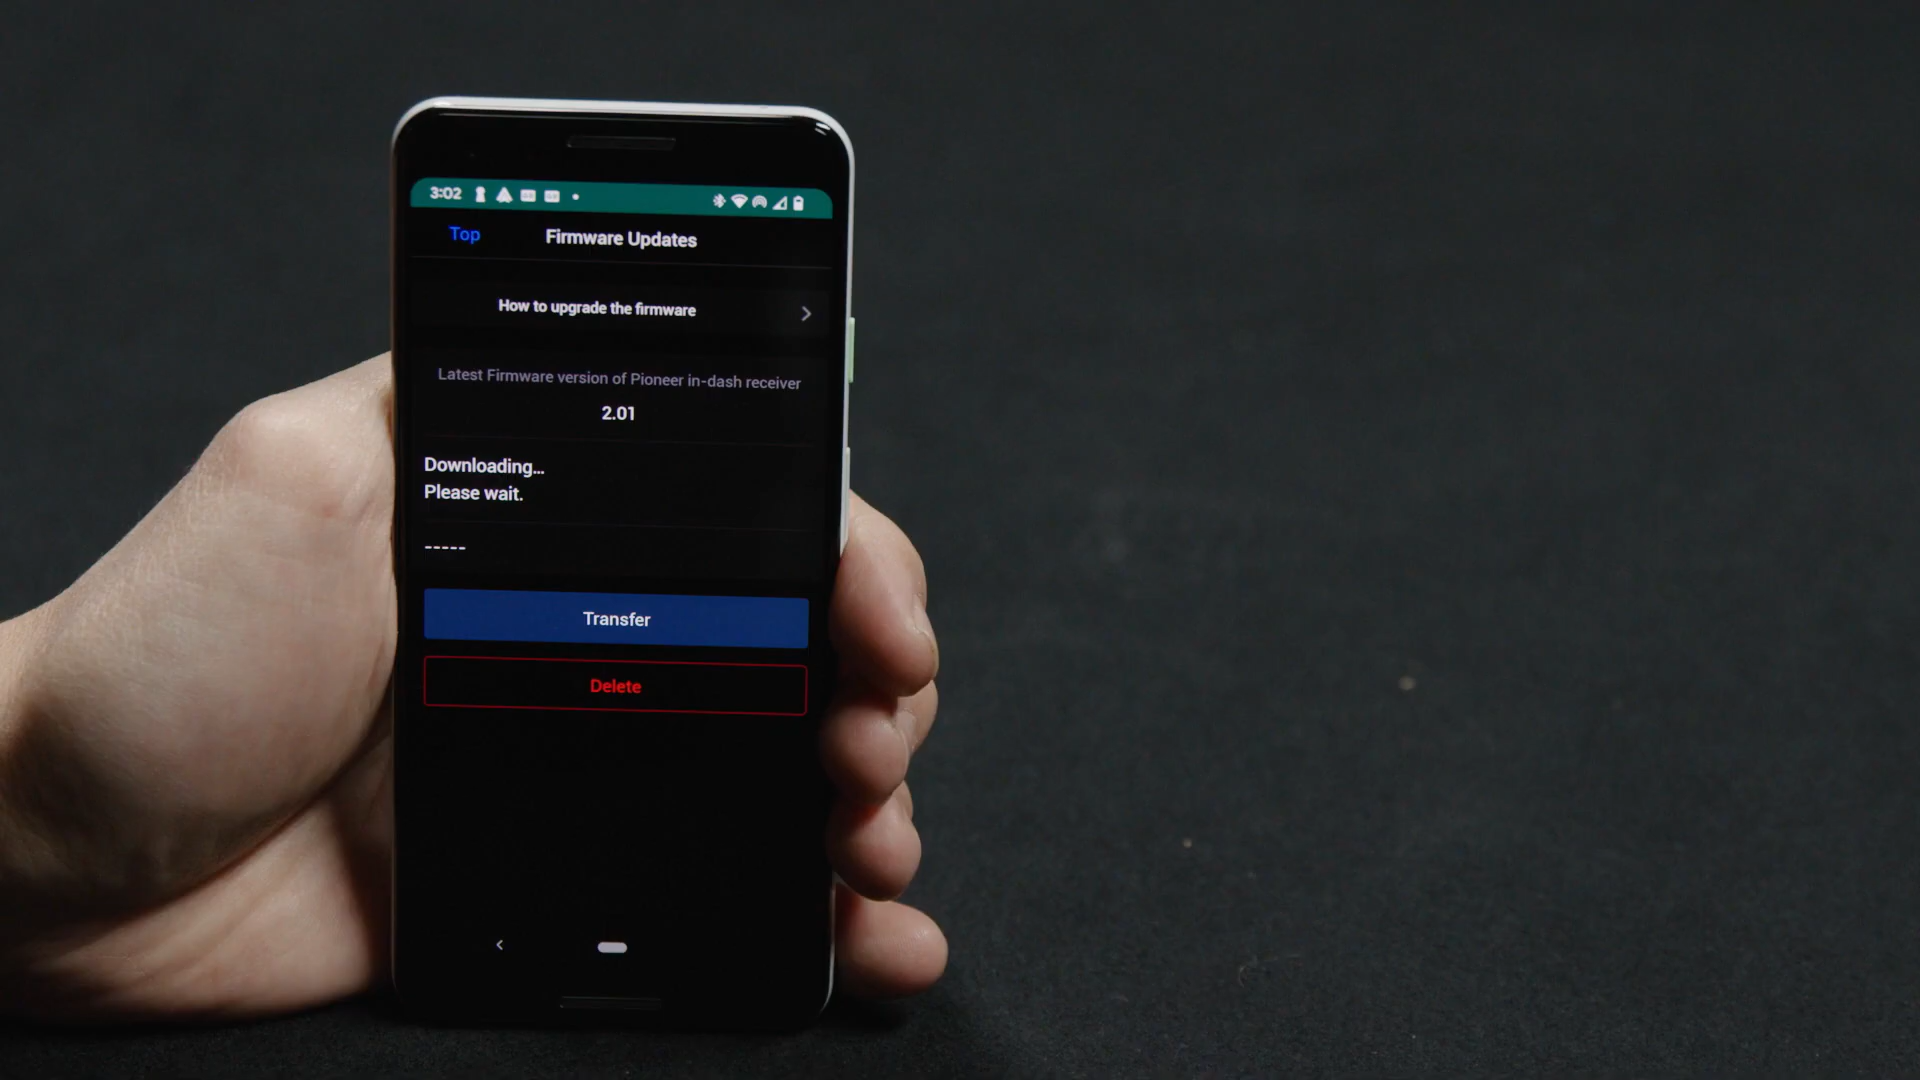 3:02
Top
Firmware Updates
How to upgrade the firmware
Latest Firmware version of Pioneer in-dash receiver
2.01
Downloading...
Please wait.
-----
Transfer
Delete